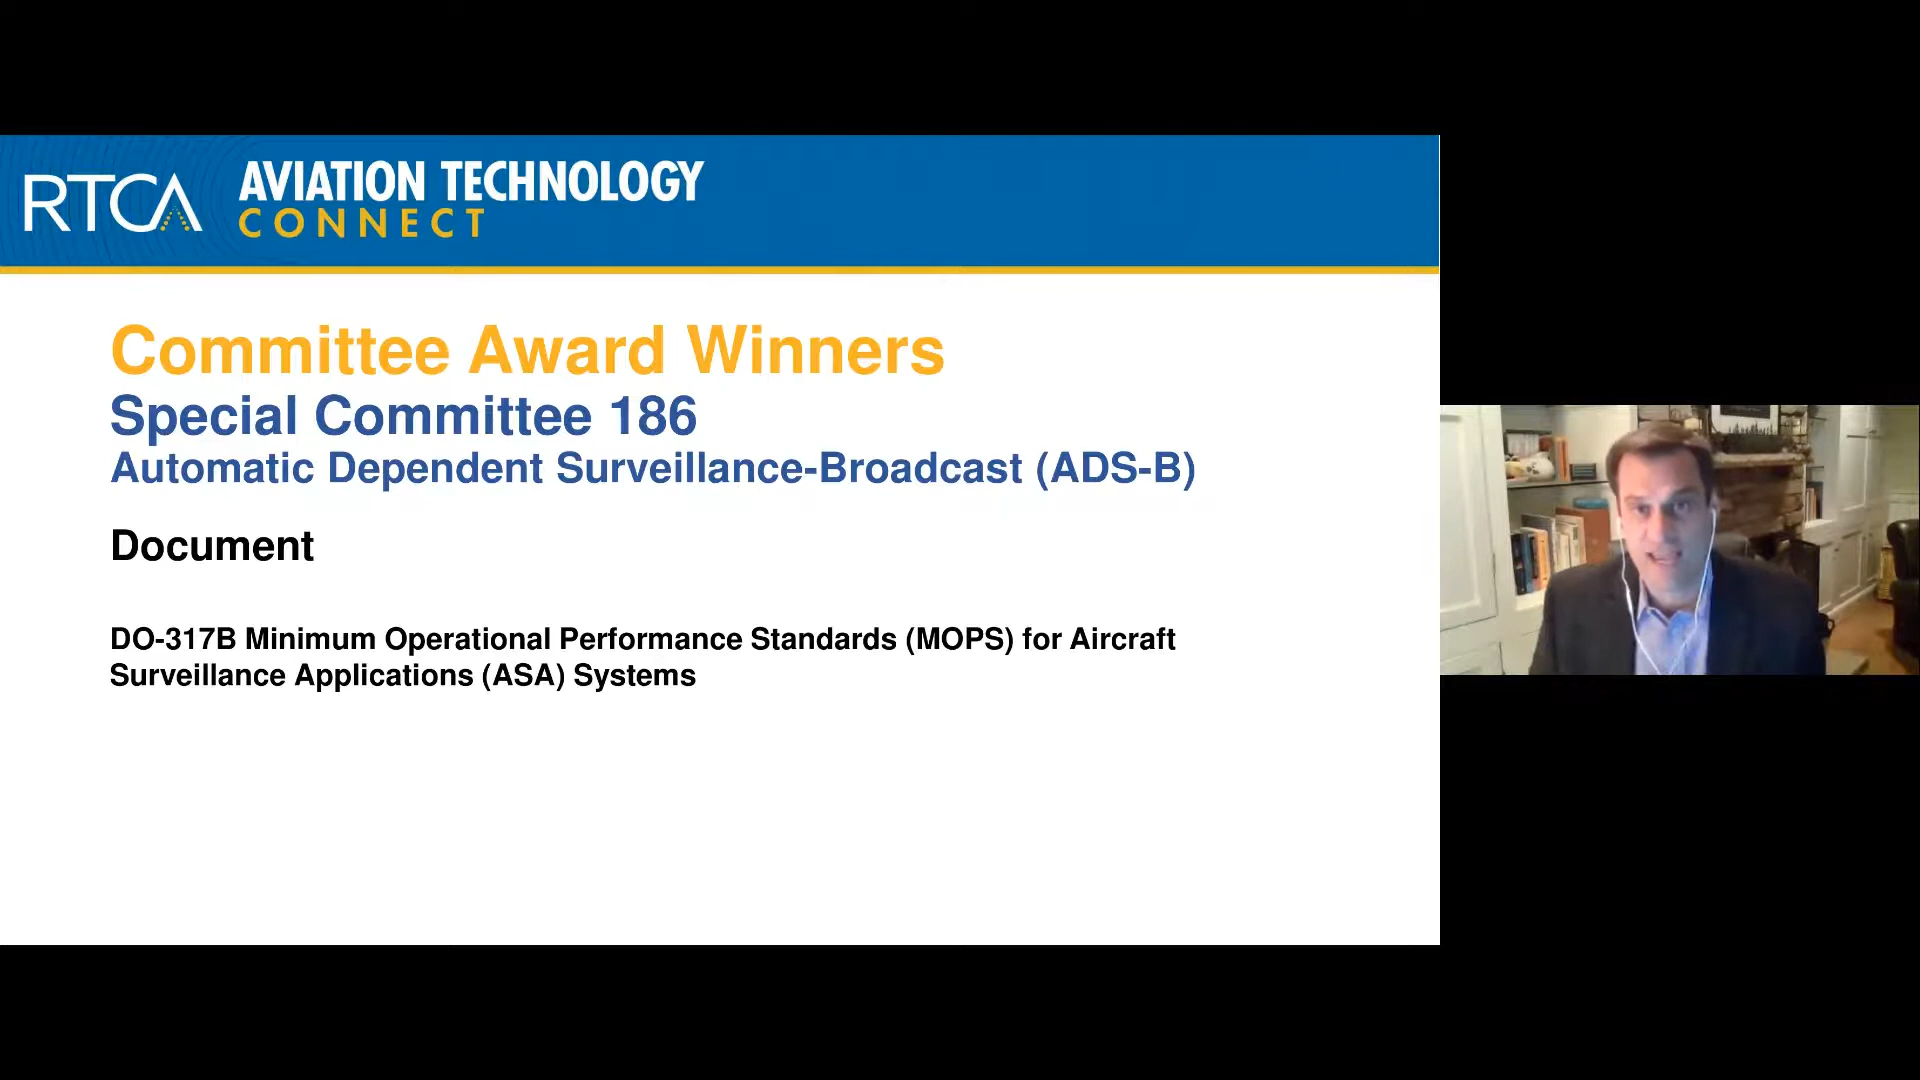 RTCA
AVIATION TECHNOLOGY
CONNECT
Committee Award Winners
Special Committee 186
Automatic Dependent Surveillance-Broadcast (ADS-B)
Document
DO-317B Minimum Operational Performance Standards (MOPS) for Aircraft
Surveillance Applications (ASA) Systems